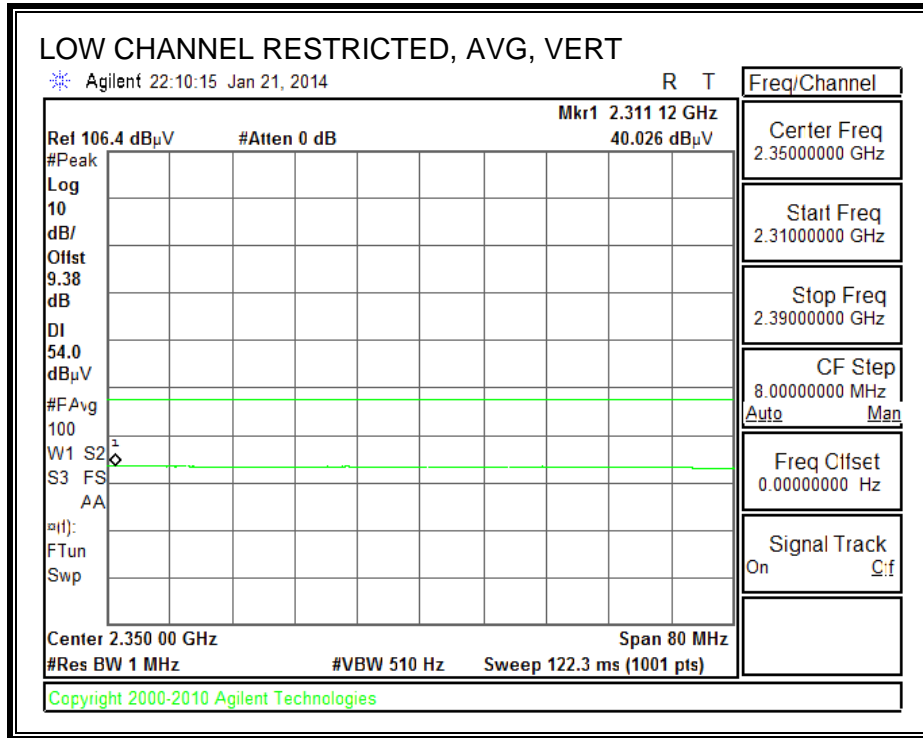 LOW CHANNEL RESTRICTED, AVG, VERT
Agilent 22:10:15 Jan 21, 2014 R T
Mkr1 2.311 12 GHz
Ref 106.4 dBµV #Atten 0 dB 40.026 dBµV
#Peak
Log
10
dB/
Offst
9.38
dB
DI
54.0
dBµV
#FAvg
100
W1 S2
1
S3 FS
AA
¤(f):
FTun
Swp
Center 2.350 00 GHz Span 80 MHz
#Res BW 1 MHz #VBW 510 Hz Sweep 122.3 ms (1001 pts)
Copyright 2000-2010 Agilent Technologies
Freq/Channel
Center Freq
2.35000000 GHz
Start Freq
2.31000000 GHz
Stop Freq
2.39000000 GHz
CF Step
8.00000000 MHz
Auto Man
Freq Offset
0.00000000 Hz
Signal Track
On Off